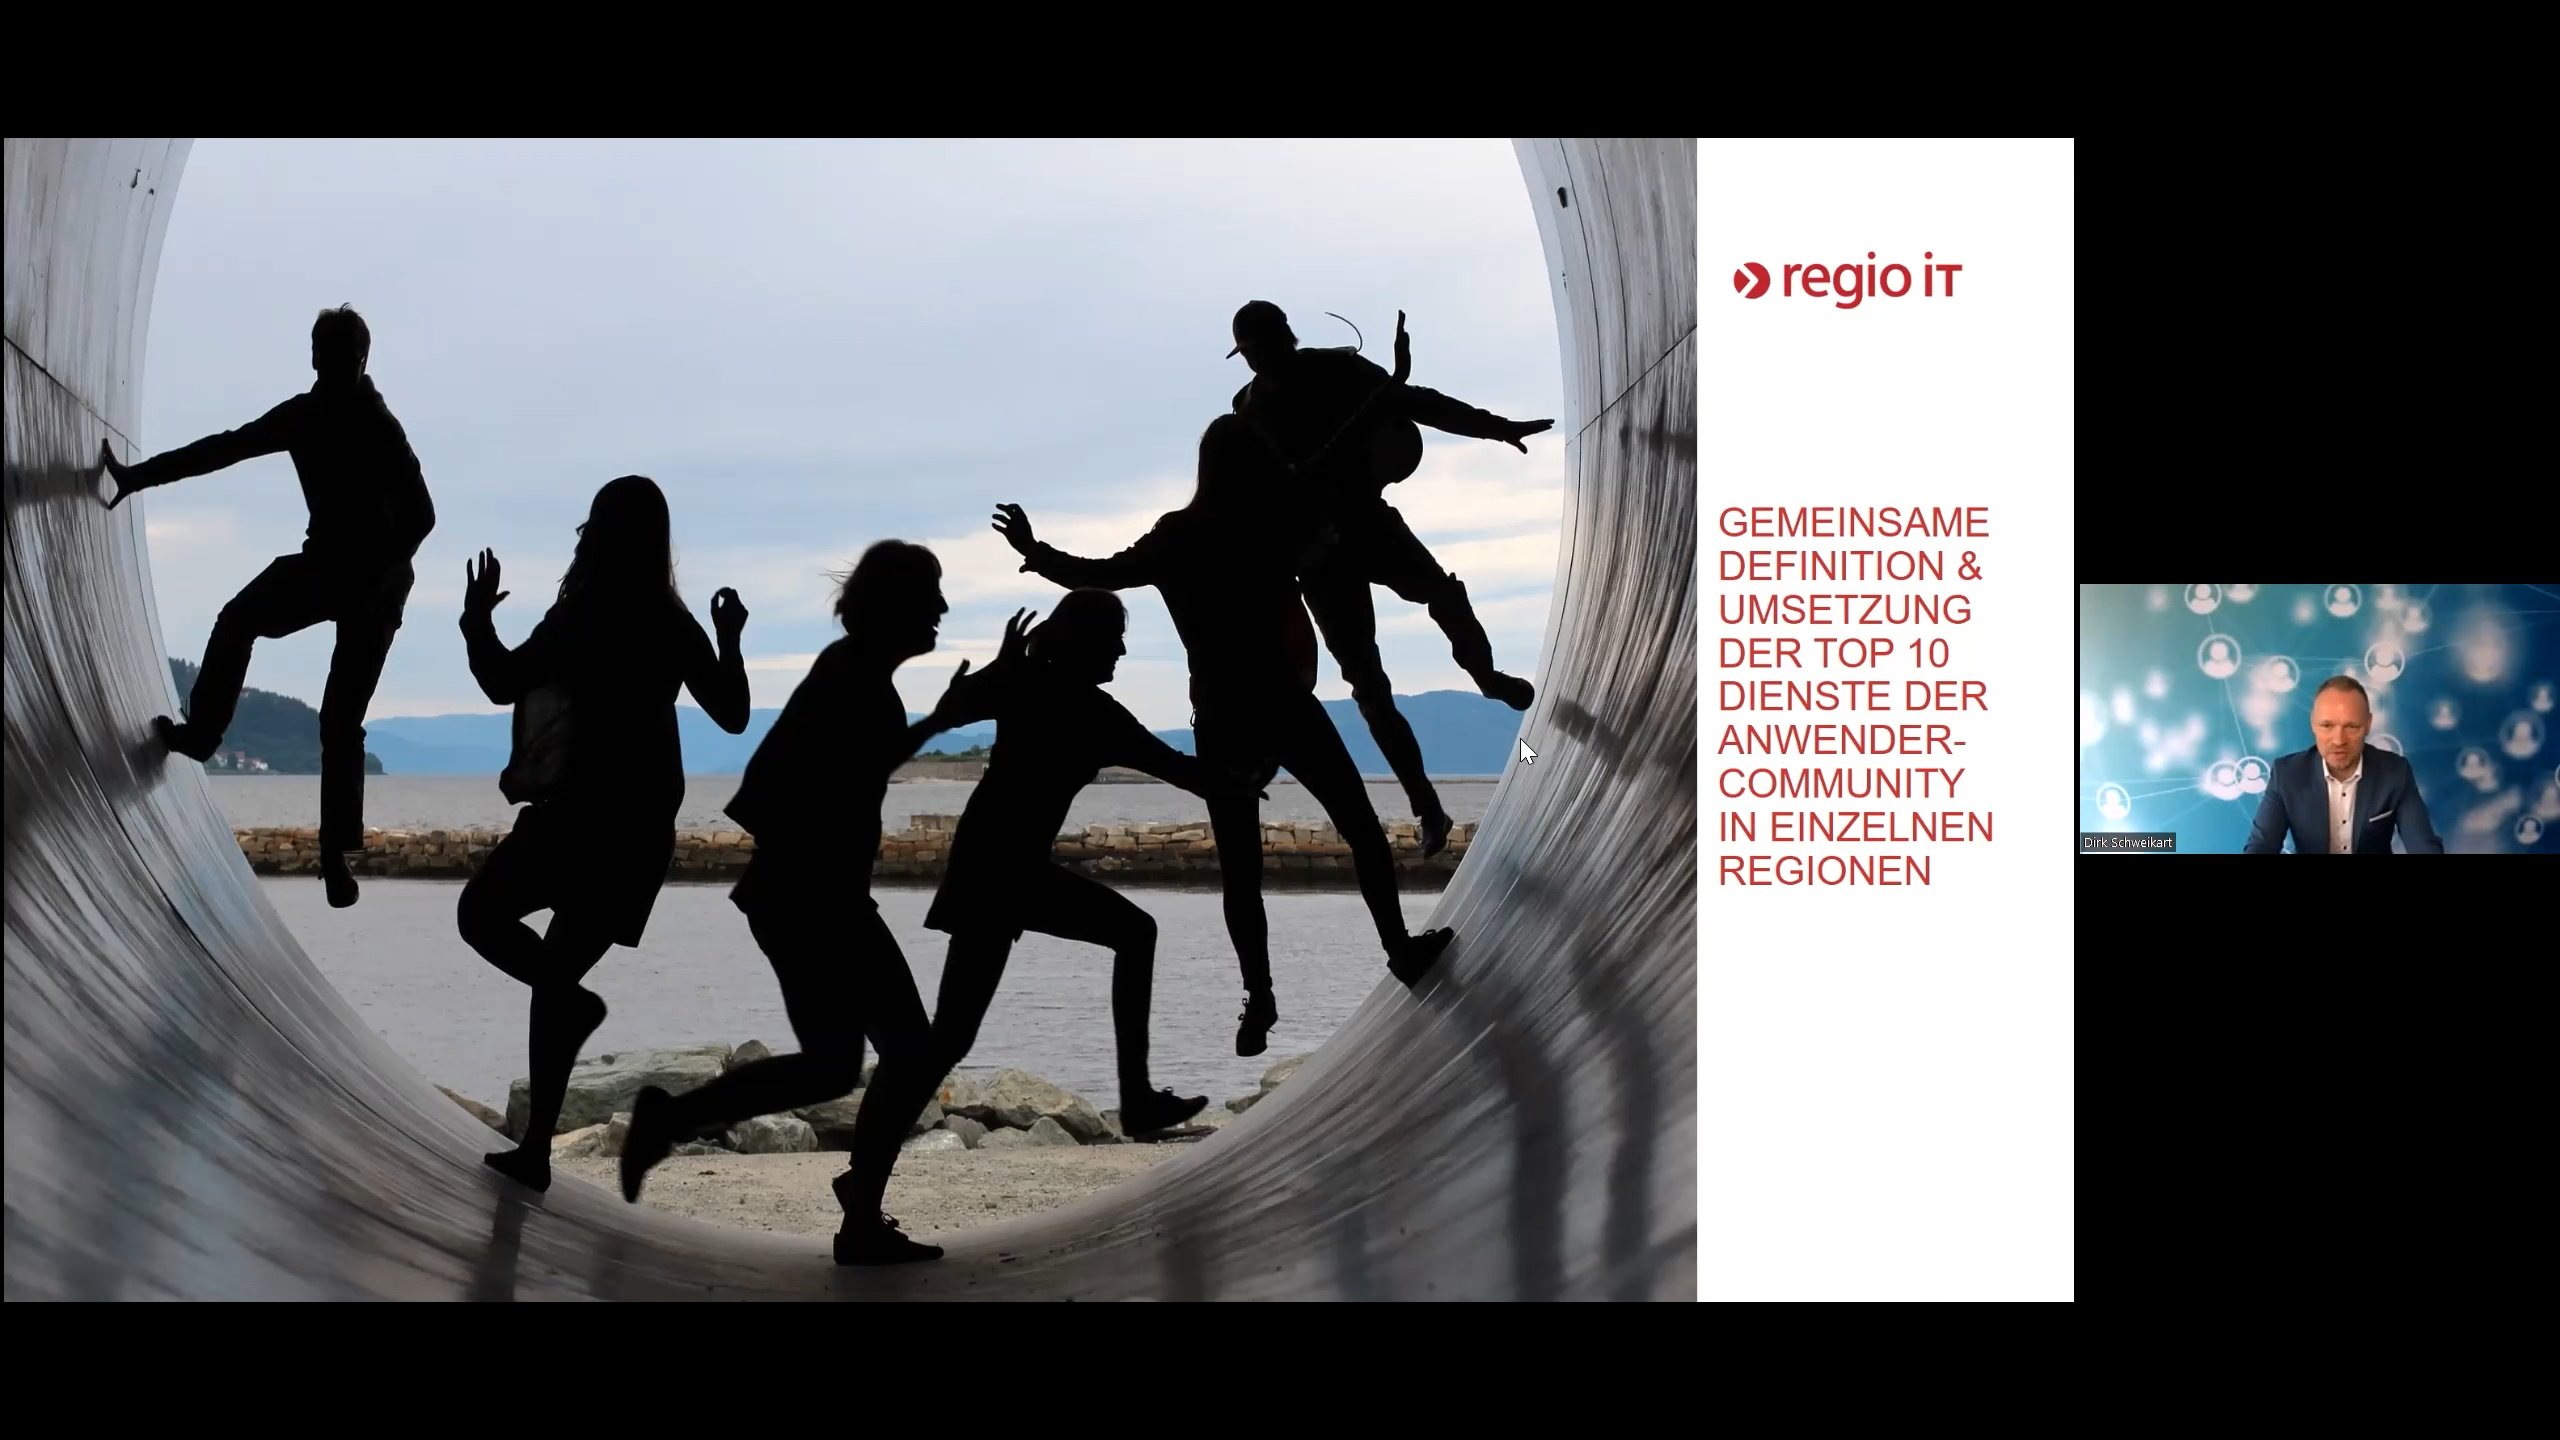 regio iT
GEMEINSAME
DEFINITION &
UMSETZUNG
DER TOP 10
DIENSTE DER
ANWENDER-
COMMUNITY
IN EINZELNEN
REGIONEN
Dirk Schweikart